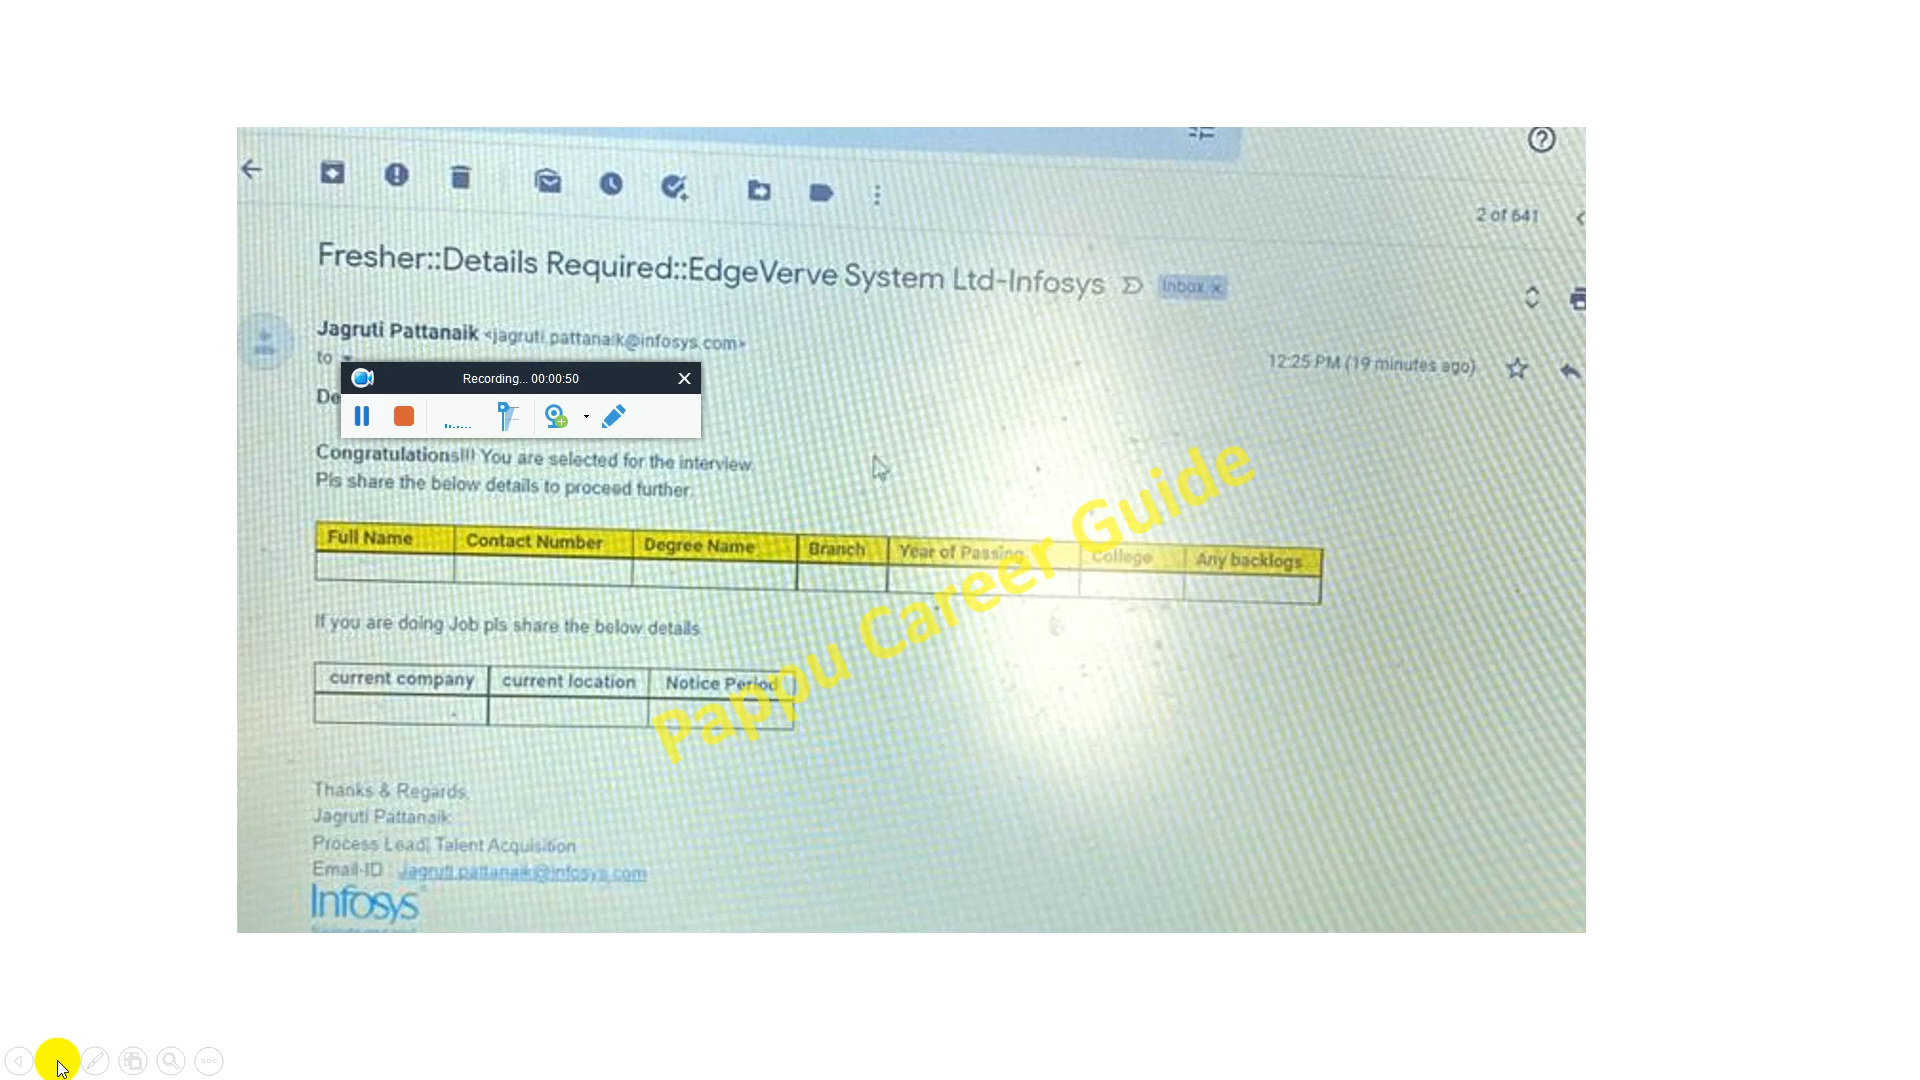 2 of 641
Fresher::Details Required::EdgeVerve System Ltd-Infosys Inbox x
Jagruti Pattanaik <jagruti.pattanaik@infosys.com>
to
12:25 PM (19 minutes ago)
Recording... 00:00:50
De
Congratulations!!! You are selected for the interview.
Pls share the below details to proceed further.
Full Name Contact Number Degree Name Branch Year of Passing College Any backlogs
If you are doing Job pls share the below details
current company current location Notice Period
Pappu Career Guide
Thanks & Regards,
Jagruti Pattanaik
Process Lead| Talent Acquisition
Email-ID : Jagruti.pattanaik@infosys.com
Infosys